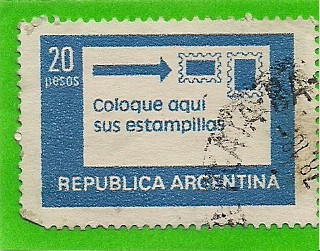 20
pesos
Coloque aquí
sus estampillas
REPUBLICA ARGENTINA